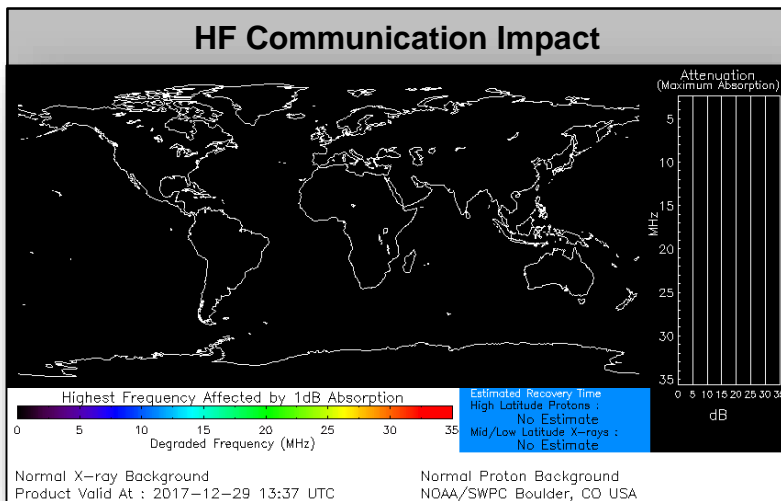 HF Communication Impact
Attenuation
(Maximum Absorption)
5
10
15
20
25
30
35
MHz
0 5 10 15 20 25 30 35
dB
Highest Frequency Affected by 1dB Absorption
0 5 10 15 20 25 30 35
Degraded Frequency (MHz)
Estimated Recovery Time
High Latitude Protons :
No Estimate
Mid/Low Latitude X-rays :
No Estimate
Normal X-ray Background
Product Valid At : 2017-12-29 13:37 UTC
Normal Proton Background
NOAA/SWPC Boulder, CO USA